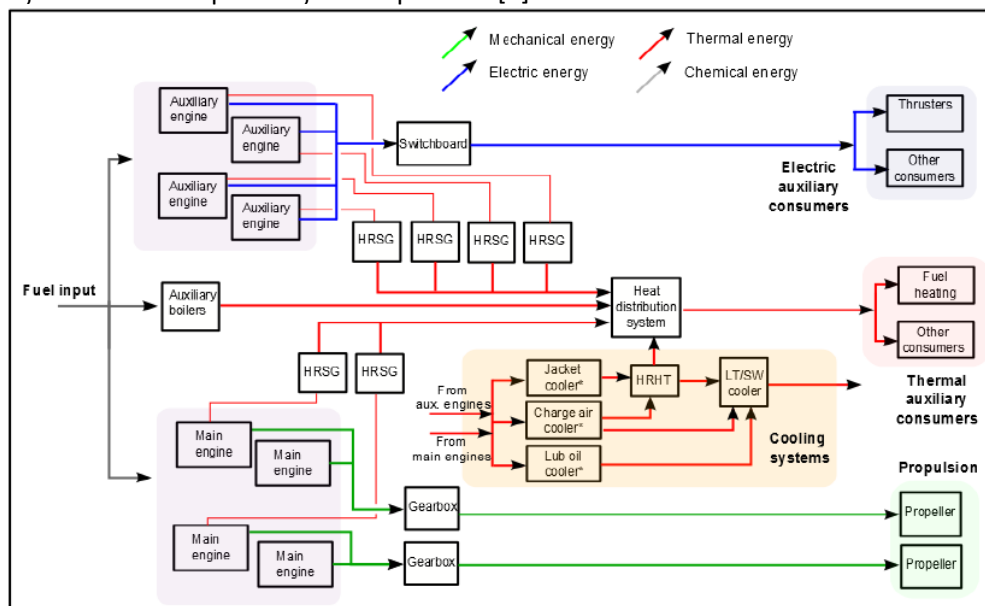 Mechanical energy
Thermal energy
Electric energy
Chemical energy
Auxiliary
engine
Auxiliary
engine
Auxiliary
engine
Auxiliary
engine
Switchboard
Thrusters
Other
consumers
Electric
auxiliary
consumers
HRSG
HRSG
HRSG
HRSG
Fuel input
Auxiliary
boilers
Heat
distribution
system
Fuel
heating
Other
consumers
Thermal
auxiliary
consumers
HRSG
HRSG
From
aux. engines
From
main engines
Jacket
cooler*
Charge air
cooler*
Lub oil
cooler*
HRHT
LT/SW
cooler
Cooling
systems
Main
engine
Main
engine
Main
engine
Main
engine
Gearbox
Gearbox
Propulsion
Propeller
Propeller